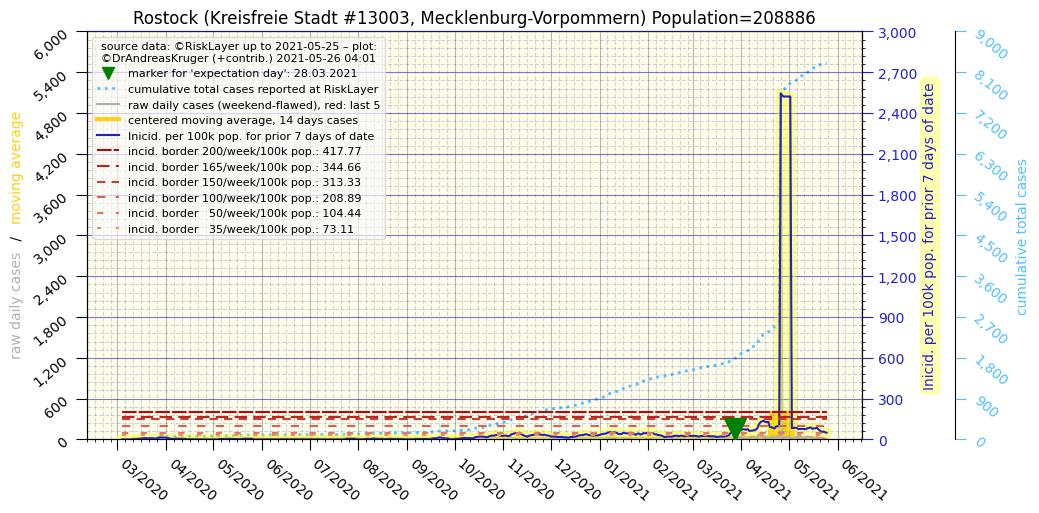 Rostock (Kreisfreie Stadt #13003, Mecklenburg-Vorpommern) Population=208886
source data: ©RiskLayer up to 2021-05-25 – plot:
©DrAndreasKruger (+contrib.) 2021-05-26 04:01
marker for 'expectation day': 28.03.2021
cumulative total cases reported at RiskLayer
raw daily cases (weekend-flawed), red: last 5
centered moving average, 14 days cases
Inicid. per 100k pop. for prior 7 days of date
incid. border 200/week/100k pop.: 417.77
incid. border 165/week/100k pop.: 344.66
incid. border 150/week/100k pop.: 313.33
incid. border 100/week/100k pop.: 208.89
incid. border 50/week/100k pop.: 104.44
incid. border 35/week/100k pop.: 73.11
raw daily cases / moving average
6,000
5,400
4,800
4,200
3,600
3,000
2,400
1,800
1,200
600
0
03/2020
04/2020
05/2020
06/2020
07/2020
08/2020
09/2020
10/2020
11/2020
12/2020
01/2021
02/2021
03/2021
04/2021
05/2021
06/2021
3,000
2,700
2,400
2,100
1,800
1,500
1,200
900
600
300
0
Inicid. per 100k pop. for prior 7 days of date
9,000
8,100
7,200
6,300
5,400
4,500
3,600
2,700
1,800
900
0
cumulative total cases